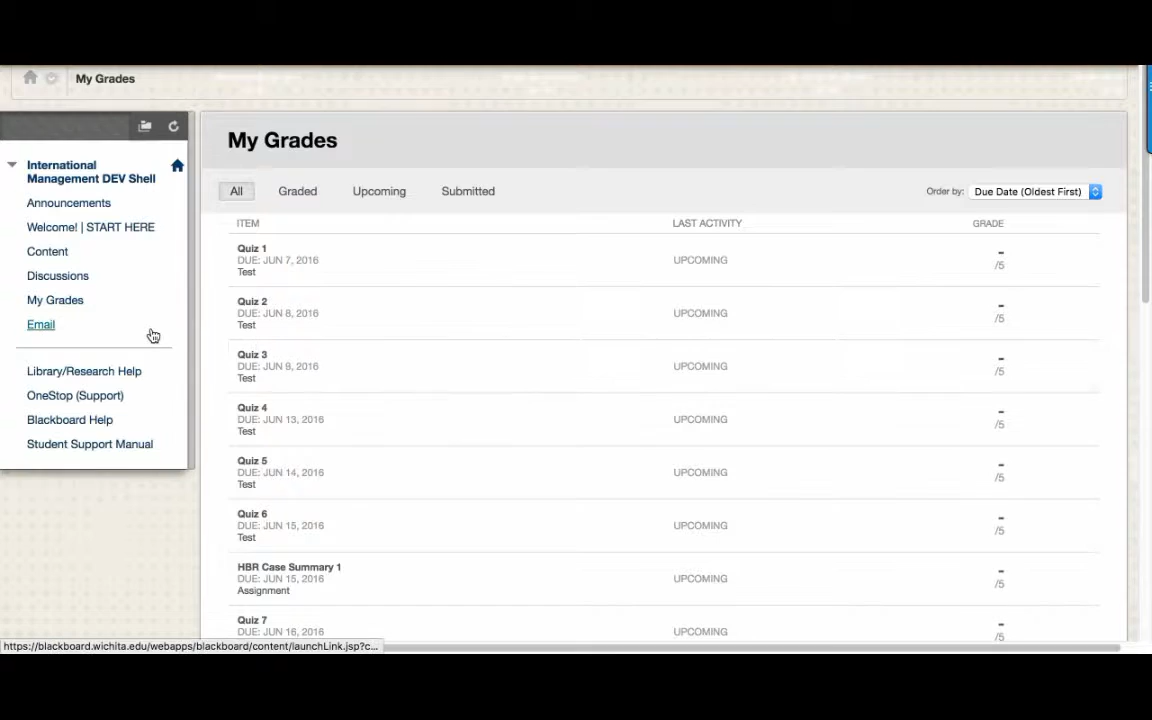 My Grades
International
Management DEV Shell
Announcements
Welcome! | START HERE
Content
Discussions
My Grades
Email
Library/Research Help
OneStop (Support)
Blackboard Help
Student Support Manual
My Grades
All Graded Upcoming Submitted Order by: Due Date (Oldest First)
ITEM LAST ACTIVITY GRADE
Quiz 1
DUE: JUN 7, 2016 UPCOMING -
Test /5
Quiz 2
DUE: JUN 8, 2016 UPCOMING -
Test /5
Quiz 3
DUE: JUN 9, 2016 UPCOMING -
Test /5
Quiz 4
DUE: JUN 13, 2016 UPCOMING -
Test /5
Quiz 5
DUE: JUN 14, 2016 UPCOMING -
Test /5
Quiz 6
DUE: JUN 15, 2016 UPCOMING -
Test /5
HBR Case Summary 1
DUE: JUN 15, 2016 UPCOMING -
Assignment /5
Quiz 7
DUE: JUN 16, 2016 UPCOMING -
/5
https://blackboard.wichita.edu/webapps/blackboard/content/launchLink.jsp?c...